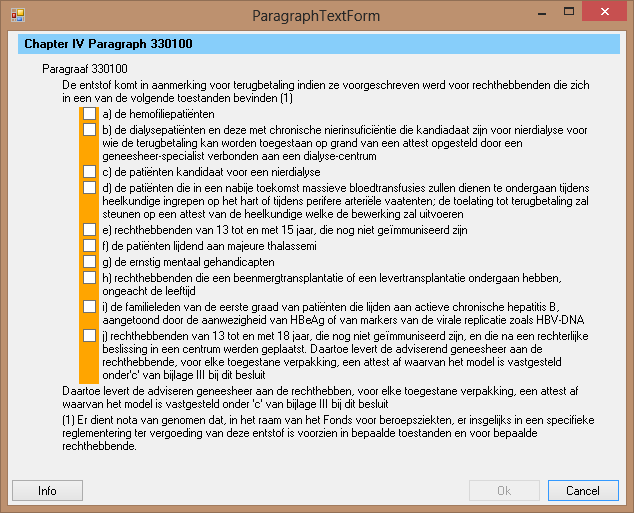 ParagraphTextForm
Chapter IV Paragraph 330100
Paragraaf 330100
De entstof komt in aanmerking voor terugbetaling indien ze voorgeschreven werd voor rechthebbenden die zich
in een van de volgende toestanden bevinden (1)
a) de hemofiliepatiënten
b) de dialysepatiënten en deze met chronische nierinsuficiëntie die kandiadaat zijn voor nierdialyse voor
wie de terugbetaling kan worden toegestaan op grand van een attest opgesteld door een
geneesheer-specialist verbonden aan een dialyse-centrum
c) de patiënten kandidaat voor een nierdialyse
d) de patiënten die in een nabije toekomst massieve bloedtransfusies zullen dienen te ondergaan tijdens
heelkundige ingrepen op het hart of tijdens perifere arteriële vaatenten; de toelating tot terugbetaling zal
steunen op een attest van de heelkundige welke de bewerking zal uitvoeren
e) rechthebbenden van 13 tot en met 15 jaar, die nog niet geïmmuniseerd zijn
f) de patiënten lijdend aan majeure thalassemi
g) de ernstig mentaal gehandicapten
h) rechthebbenden die een beenmergtransplantatie of een levertransplantatie ondergaan hebben,
ongeacht de leeftijd
i) de familieleden van de eerste graad van patiënten die lijden aan actieve chronische hepatitis B,
aangetoond door de aanwezigheid van HBeAg of van markers van de virale replicatie zoals HBV-DNA
j) rechthebbenden van 13 tot en met 18 jaar, die nog niet geïmmuniseerd zijn, en die na een rechterlijke
beslissing in een centrum werden geplaatst. Daartoe levert de adviserend geneesheer aan de
rechthebbende, voor elke toegestane verpakking, een attest af waarvan het model is vastgesteld
onder'c' van bijlage III bij dit besluit
Daartoe levert de adviseren geneesheer aan de rechthebben, voor elke toegestane verpakking, een attest af
waarvan het model is vastgesteld onder 'c' van bijlage III bij dit besluit
(1) Er dient nota van genomen dat, in het raam van het Fonds voor beroepsziekten, er insgelijks in een specifieke
reglementering ter vergoeding van deze entstof is voorzien in bepaalde toestanden en voor bepaalde
rechthebbende.
Info
Ok
Cancel